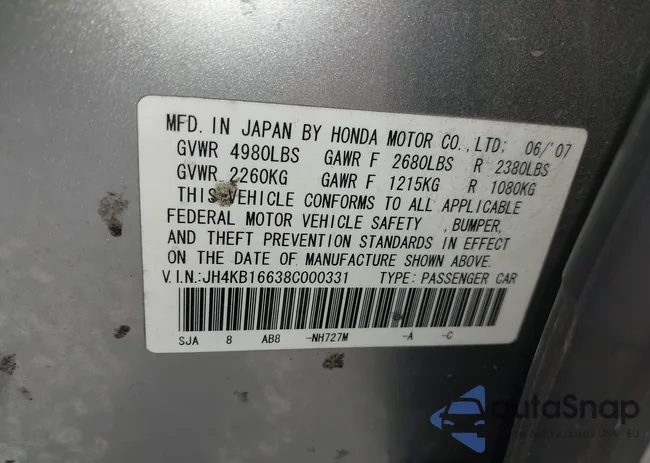 MFD. IN JAPAN BY HONDA MOTOR CO., LTD: 06/'07
GVWR 4980LBS GAWR F 2680LBS R 2380LBS
GVWR 2260KG GAWR F 1215KG R 1080KG
THIS VEHICLE CONFORMS TO ALL APPLICABLE
FEDERAL MOTOR VEHICLE SAFETY , BUMPER,
AND THEFT PREVENTION STANDARDS IN EFFECT
ON THE DATE OF MANUFACTURE SHOWN ABOVE.
V.I.N:JH4KB16638C000331 TYPE: PASSENGER CAR
SJA 8 AB8 -NH727M -A -C
autoSnap